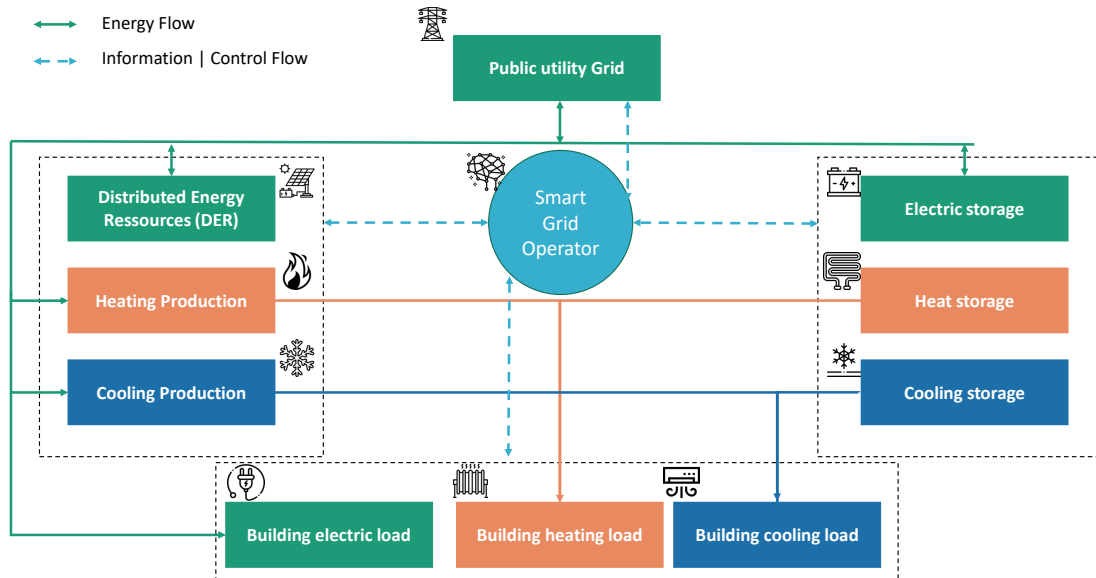 Energy Flow
Information | Control Flow
Public utility Grid
Distributed Energy
Ressources (DER)
Smart
Grid
Operator
Electric storage
Heating Production
Heat storage
Cooling Production
Cooling storage
Building electric load
Building heating load
Building cooling load